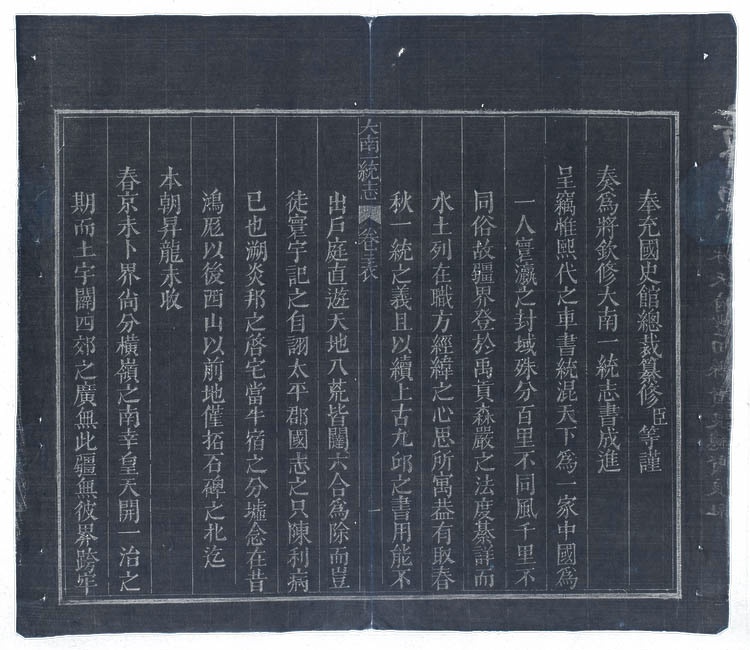 奉充國史館總裁纂修臣等謹
奏為將欽修大南一統志書成進
呈竊惟熙代之車書統混天下為一家中國為
一人寰瀛之封域殊分百里不同風千里不
同俗故疆界登於禹貢森嚴之法度綦詳而
水土列在職方經緯之心思所寓蓋有取春
秋一統之義且以續上古九邱之書用能不
大南一統志 卷之 表 一
出戶庭直遊天地八荒皆闥六合為除而豈
徒寰宇記之自詡太平郡國志之只陳利病
已也溯炎邦之啓宅當牛宿之分墟念在昔
鴻厖以後西山以前地僅拓石碑之北迄
本朝昇龍未收
春京未卜界尙分橫嶺之南幸皇天開一治之
期而土宇闢四郊之廣無此疆無彼界跨牢